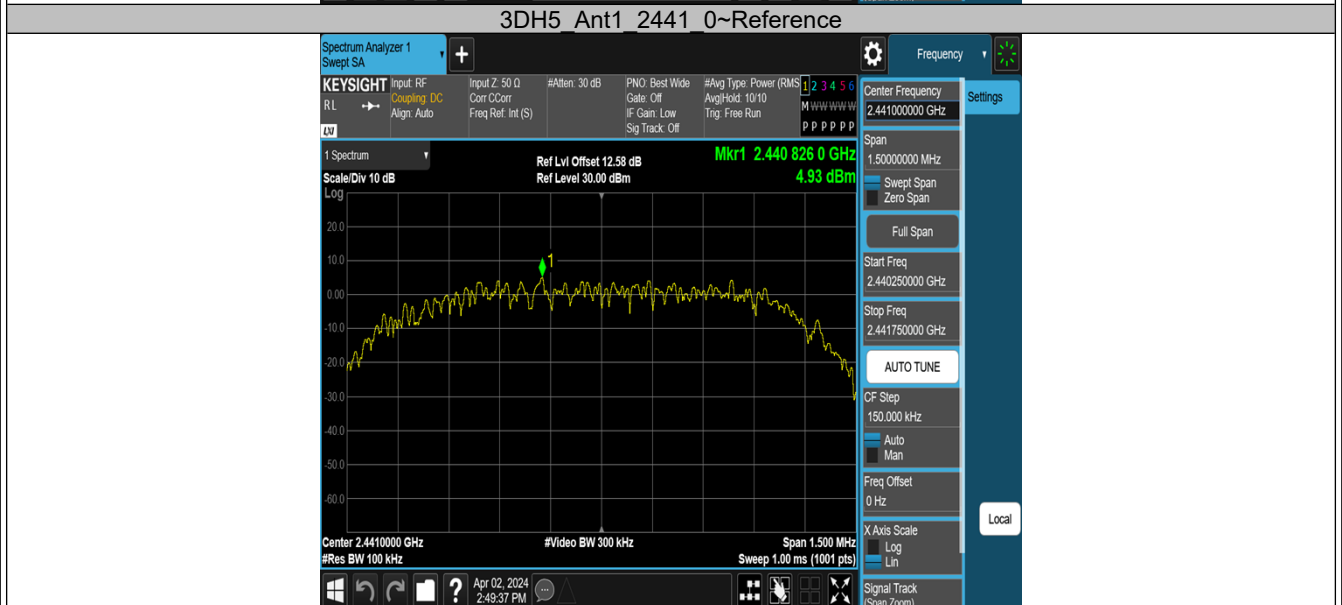 3DH5_Ant1_2441_0~Reference
Spectrum Analyzer 1
Swept SA
+
Frequency
KEYSIGHT
RL
LXI
Input: RF
Coupling: DC
Align: Auto
Input Z: 50 Ω
Corr CCorr
Freq Ref: Int (S)
#Atten: 30 dB
PNO: Best Wide
Gate: Off
IF Gain: Low
Sig Track: Off
#Avg Type: Power (RMS
Avg|Hold: 10/10
Trig: Free Run
1 2 3 4 5 6
M W W W W W
P P P P P P
1 Spectrum
Scale/Div 10 dB
Log
Ref Lvl Offset 12.58 dB
Ref Level 30.00 dBm
Mkr1 2.440 826 0 GHz
4.93 dBm
20.0
10.0
0.00
-10.0
-20.0
-30.0
-40.0
-50.0
-60.0
1
Center 2.4410000 GHz
#Video BW 300 kHz
Span 1.500 MHz
#Res BW 100 kHz
Sweep 1.00 ms (1001 pts)
?
Apr 02, 2024
2:49:37 PM
Center Frequency
2.441000000 GHz
Settings
Span
1.50000000 MHz
Swept Span
Zero Span
Full Span
Start Freq
2.440250000 GHz
Stop Freq
2.441750000 GHz
AUTO TUNE
CF Step
150.000 kHz
Auto
Man
Freq Offset
0 Hz
X Axis Scale
Log
Lin
Signal Track
(Span Zoom)
Local